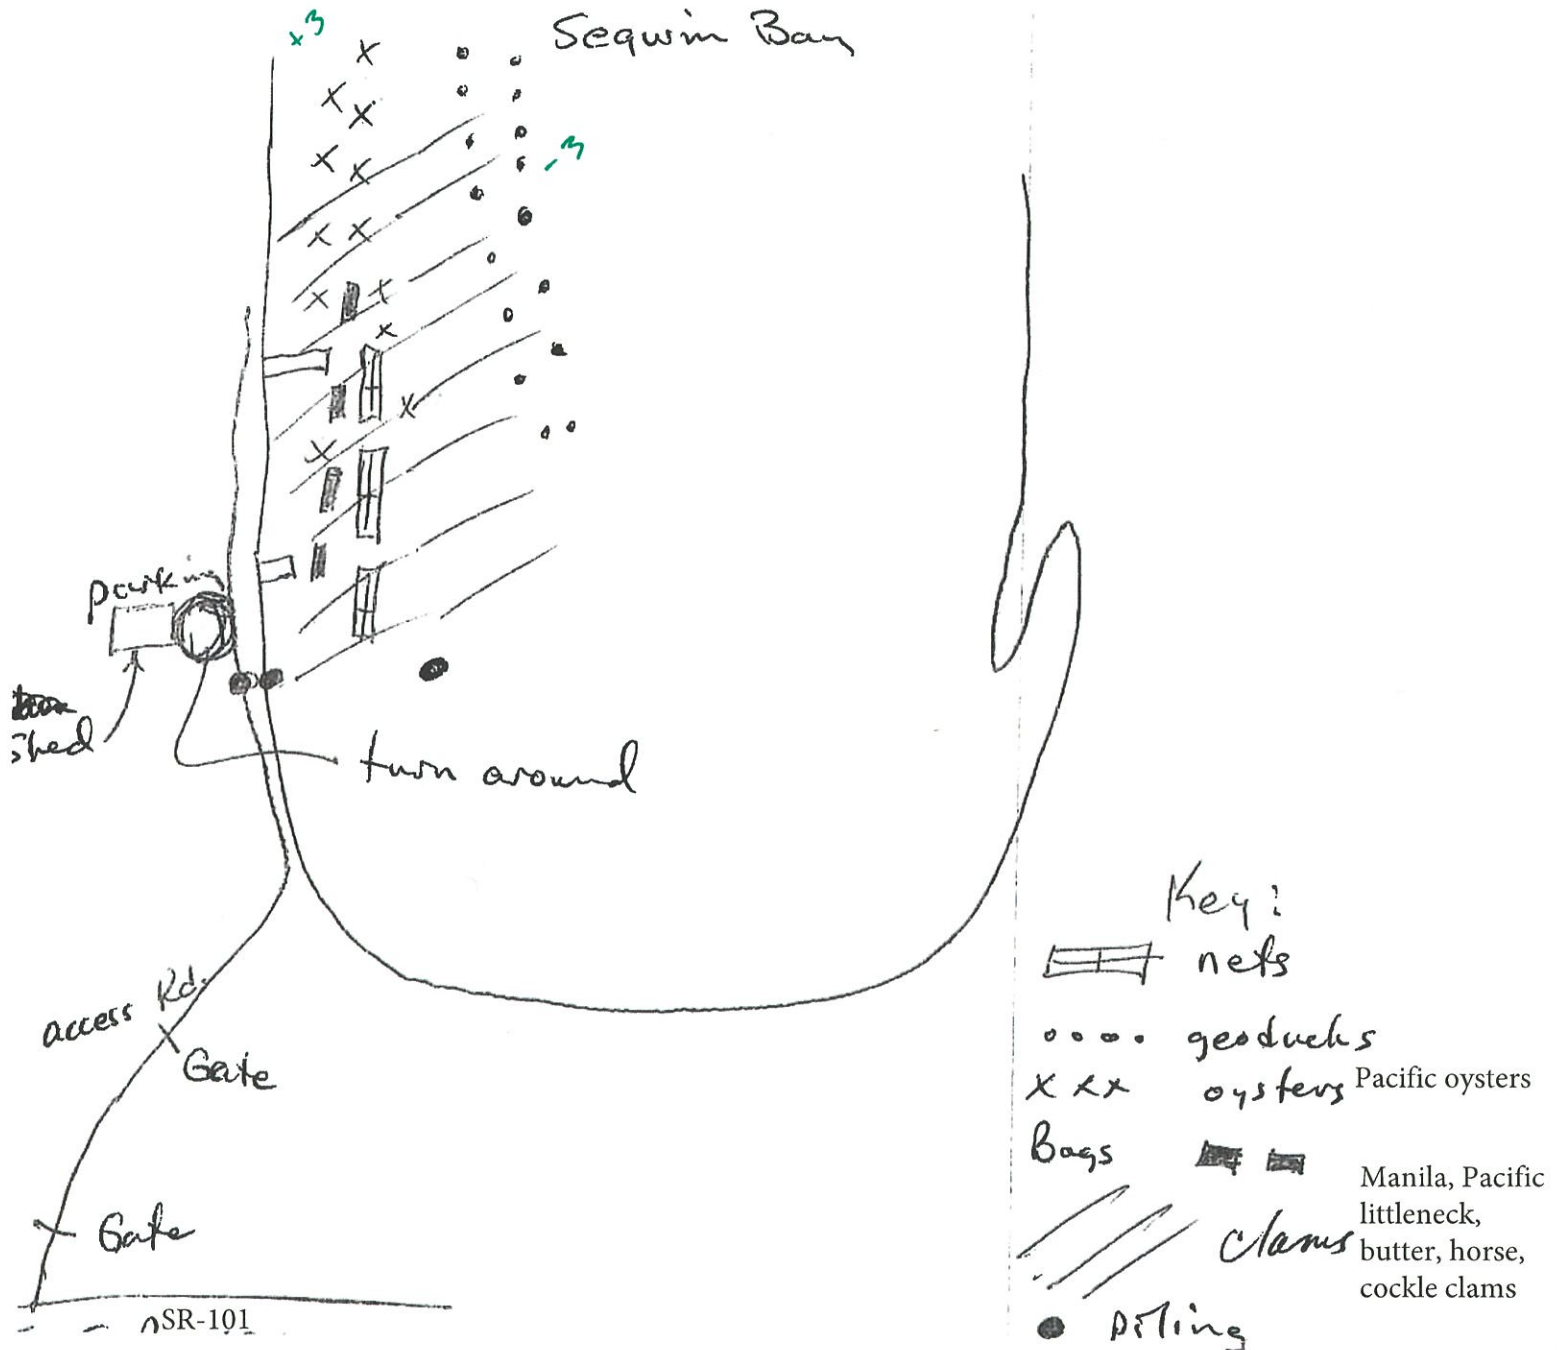 +3
Sequim Bay
-3
parking
shed
turn around
access Rd.
Gate
Gate
SR-101
Key:
nets
geoducks
x x x oysters Pacific oysters
Bags
clams
Manila, Pacific
littleneck,
butter, horse,
cockle clams
Piling